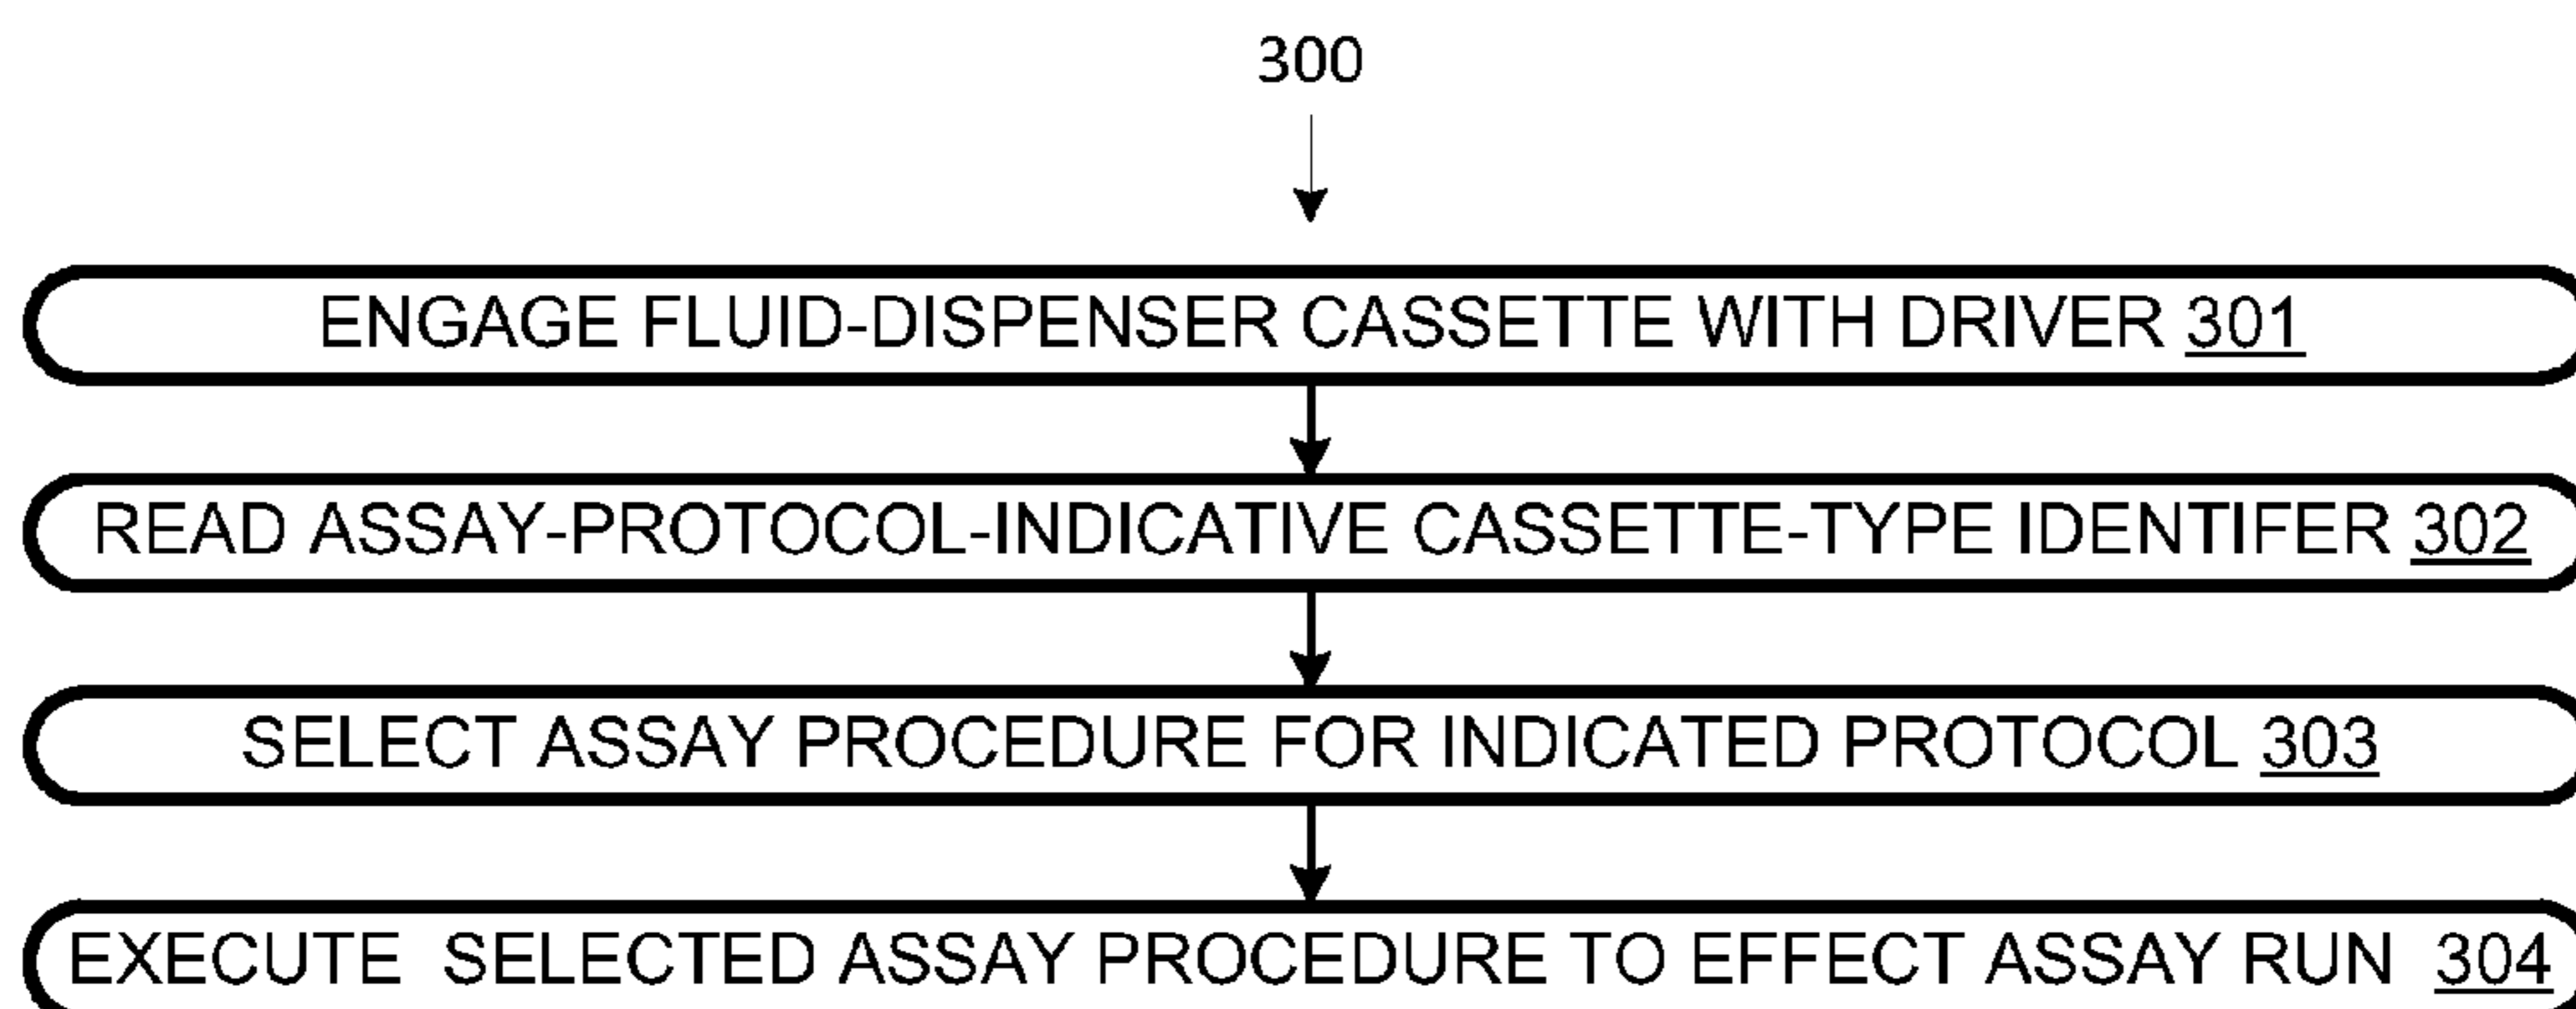 300
ENGAGE FLUID-DISPENSER CASSETTE WITH DRIVER 301
READ ASSAY-PROTOCOL-INDICATIVE CASSETTE-TYPE IDENTIFER 302
SELECT ASSAY PROCEDURE FOR INDICATED PROTOCOL 303
EXECUTE SELECTED ASSAY PROCEDURE TO EFFECT ASSAY RUN 304